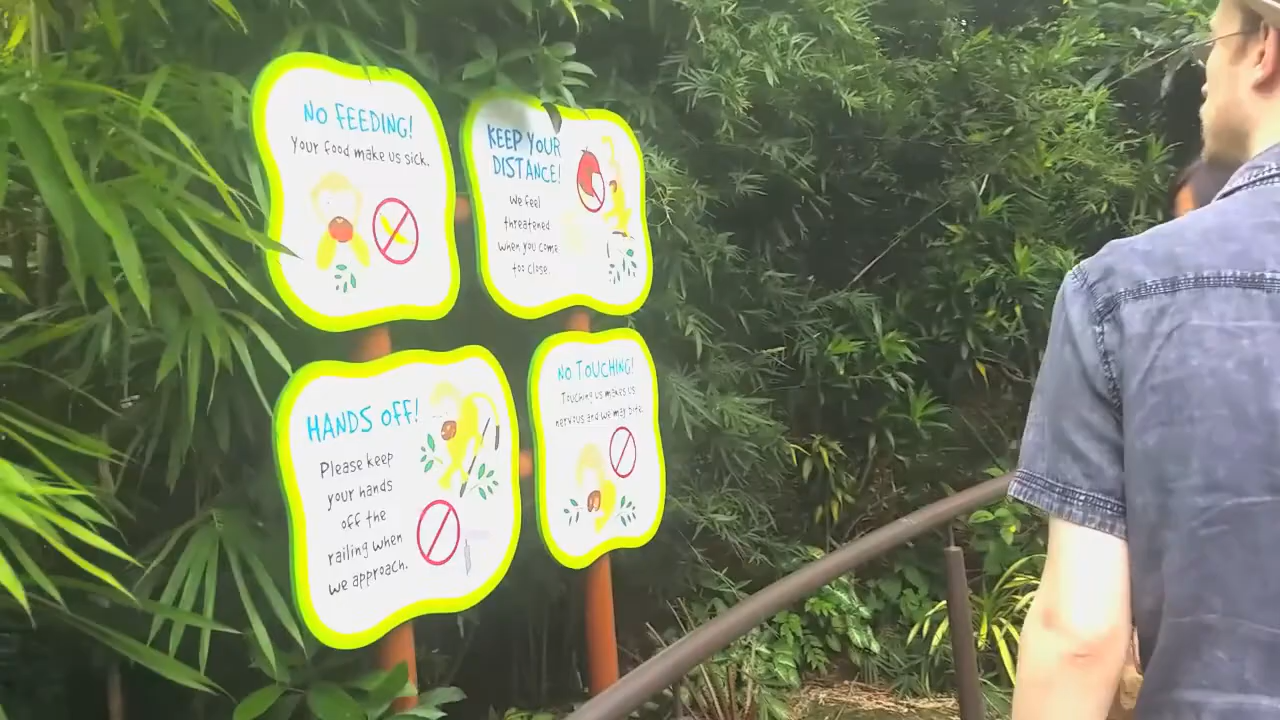 NO FEEDING!
Your food make us sick.
KEEP YOUR
DISTANCE!
We feel
threatened
when you come
too close.
HANDS OFF!
Please keep
your hands
off the
railing when
we approach.
NO TOUCHING!
Touching us makes us
nervous and we may bite.